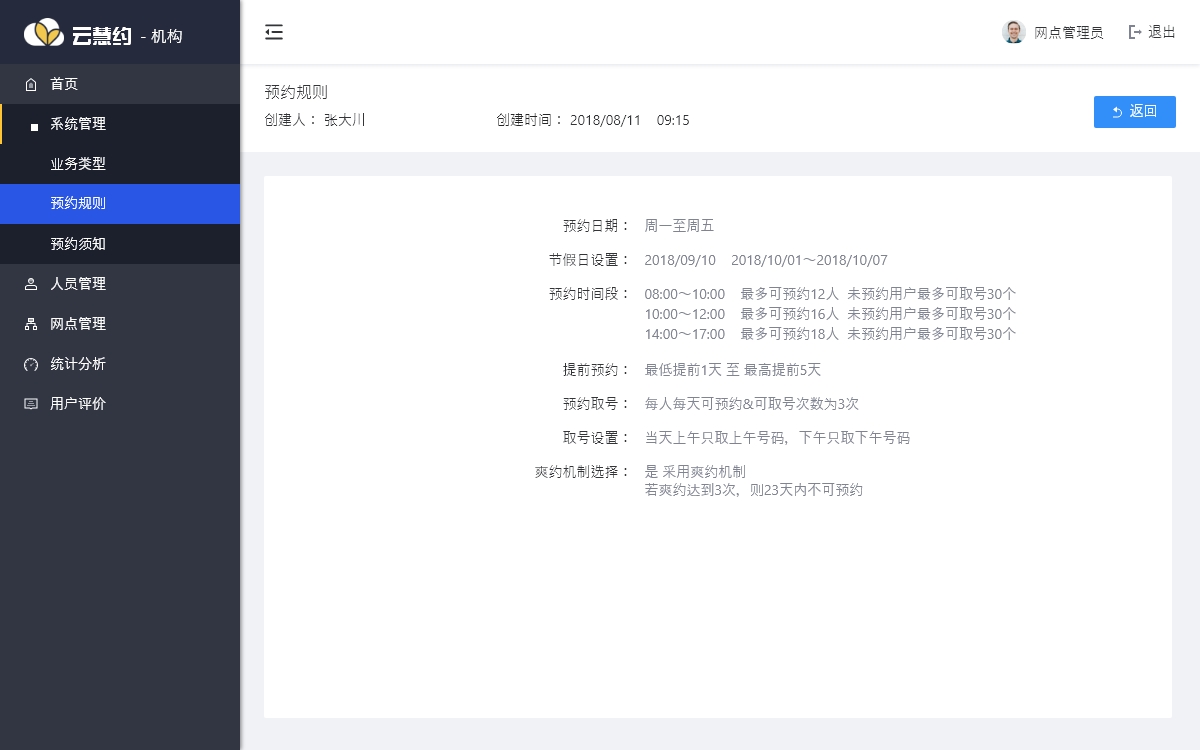 云慧约 - 机构
首页
系统管理
业务类型
预约规则
预约须知
人员管理
网点管理
统计分析
用户评价
网点管理员 退出
预约规则
创建人： 张大川 创建时间： 2018/08/11 09:15
返回
预约日期： 周一至周五
节假日设置： 2018/09/10 2018/10/01～2018/10/07
预约时间段： 08:00～10:00 最多可预约12人 未预约用户最多可取号30个
10:00～12:00 最多可预约16人 未预约用户最多可取号30个
14:00～17:00 最多可预约18人 未预约用户最多可取号30个
提前预约： 最低提前1天 至 最高提前5天
预约取号： 每人每天可预约&可取号次数为3次
取号设置： 当天上午只取上午号码，下午只取下午号码
爽约机制选择： 是 采用爽约机制
若爽约达到3次，则23天内不可预约